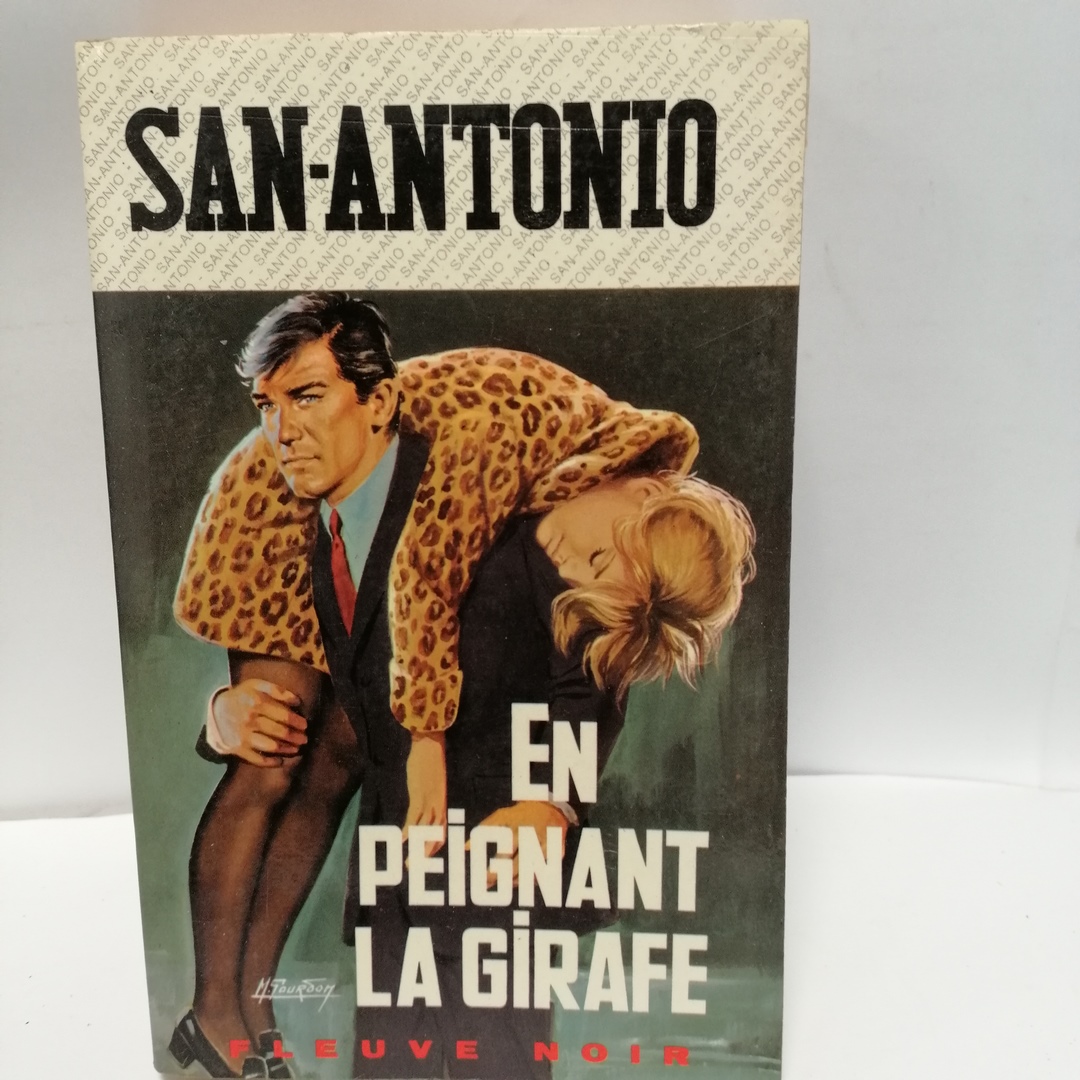 SAN-ANTONIO
EN
PEIGNANT
LA GIRAFE
M. GOURDON
FLEUVE NOIR